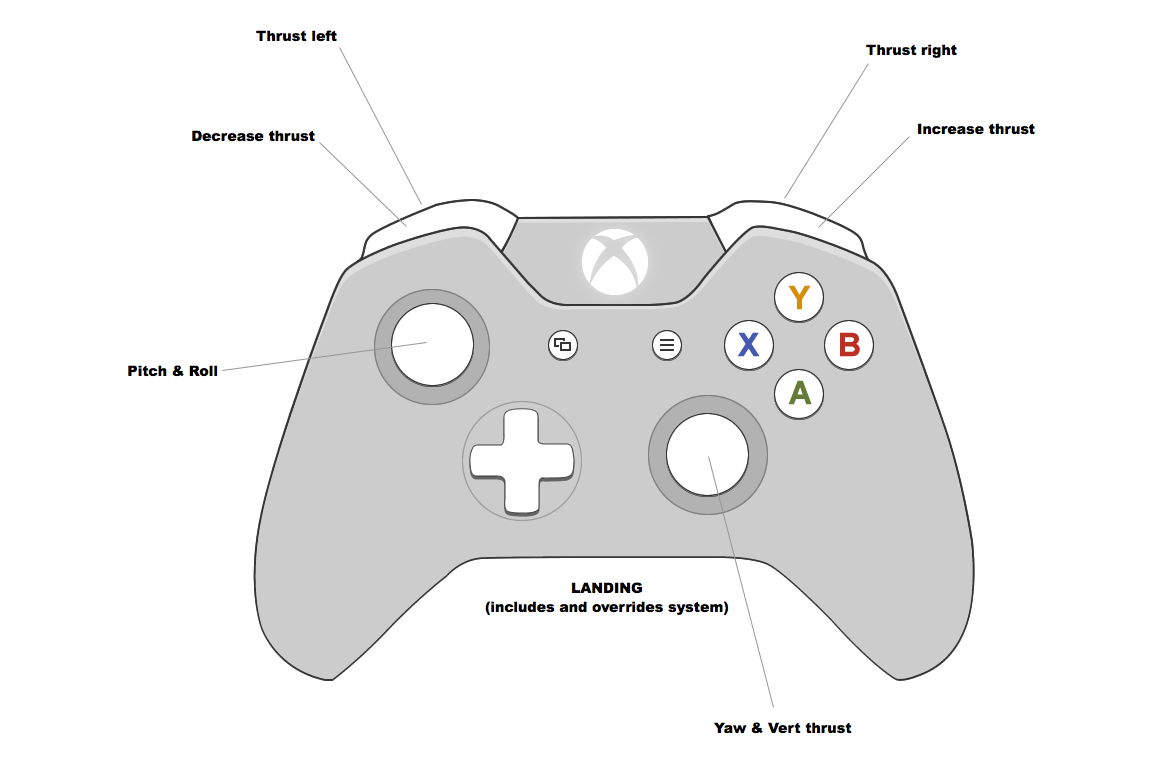 Thrust left
Thrust right
Decrease thrust
Increase thrust
Y
X
B
A
Pitch & Roll
LANDING
(includes and overrides system)
Yaw & Vert thrust